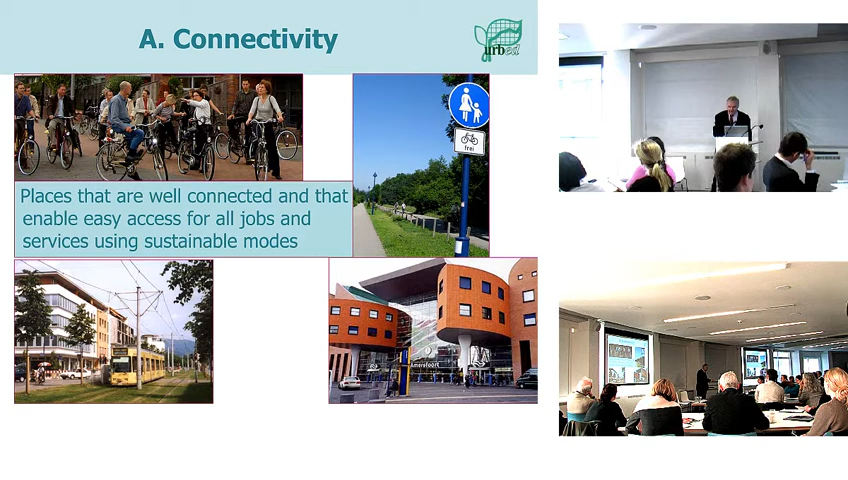 A. Connectivity
urbed
frei
Places that are well connected and that
enable easy access for all jobs and
services using sustainable modes
Amersfoort